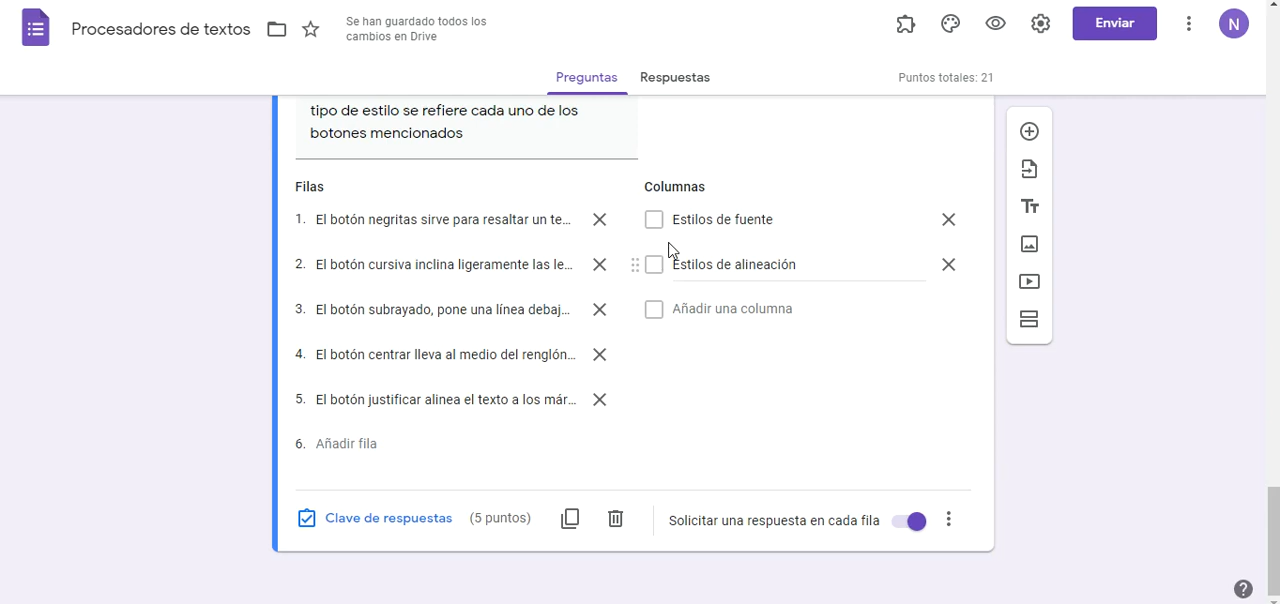 Procesadores de textos
Se han guardado todos los
cambios en Drive
Enviar
N
Preguntas
Respuestas
Puntos totales: 21
tipo de estilo se refiere cada uno de los
botones mencionados
Filas
Columnas
1. El botón negritas sirve para resaltar un te...
Estilos de fuente
2. El botón cursiva inclina ligeramente las le...
Estilos de alineación
3. El botón subrayado, pone una línea debaj...
Añadir una columna
4. El botón centrar lleva al medio del renglón...
5. El botón justificar alinea el texto a los már...
6. Añadir fila
Clave de respuestas (5 puntos)
Solicitar una respuesta en cada fila